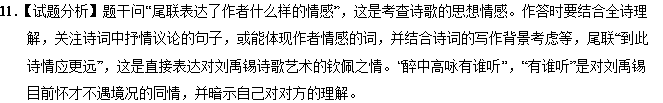 11.【试题分析】题干问“尾联表达了作者什么样的情感”，这是考查诗歌的思想情感。作答时要结合全诗理
解，关注诗词中抒情议论的句子，或能体现作者情感的词，并结合诗词的写作背景考虑等，尾联“到此
诗情应更远”，这是直接表达对刘禹锡诗歌艺术的钦佩之情。“醉中高咏有谁听”，“有谁听”是对刘禹锡
目前怀才不遇境况的同情，并暗示自己对对方的理解。